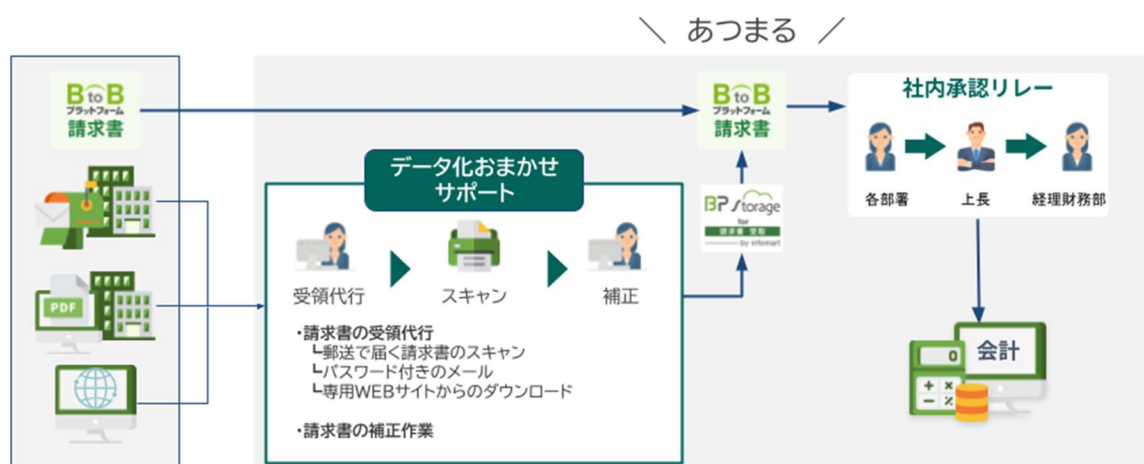 ＼ あつまる ／
BtoB
プラットフォーム
請求書
PDF
データ化おまかせ
サポート
受領代行
スキャン
補正
・請求書の受領代行
┗郵送で届く請求書のスキャン
┗パスワード付きのメール
┗専用WEBサイトからのダウンロード
・請求書の補正作業
BtoB
プラットフォーム
請求書
BP Storage
for
請求書 受取
by infomart
社内承認リレー
各部署
上長
経理財務部
0
会計
+ ×
− %